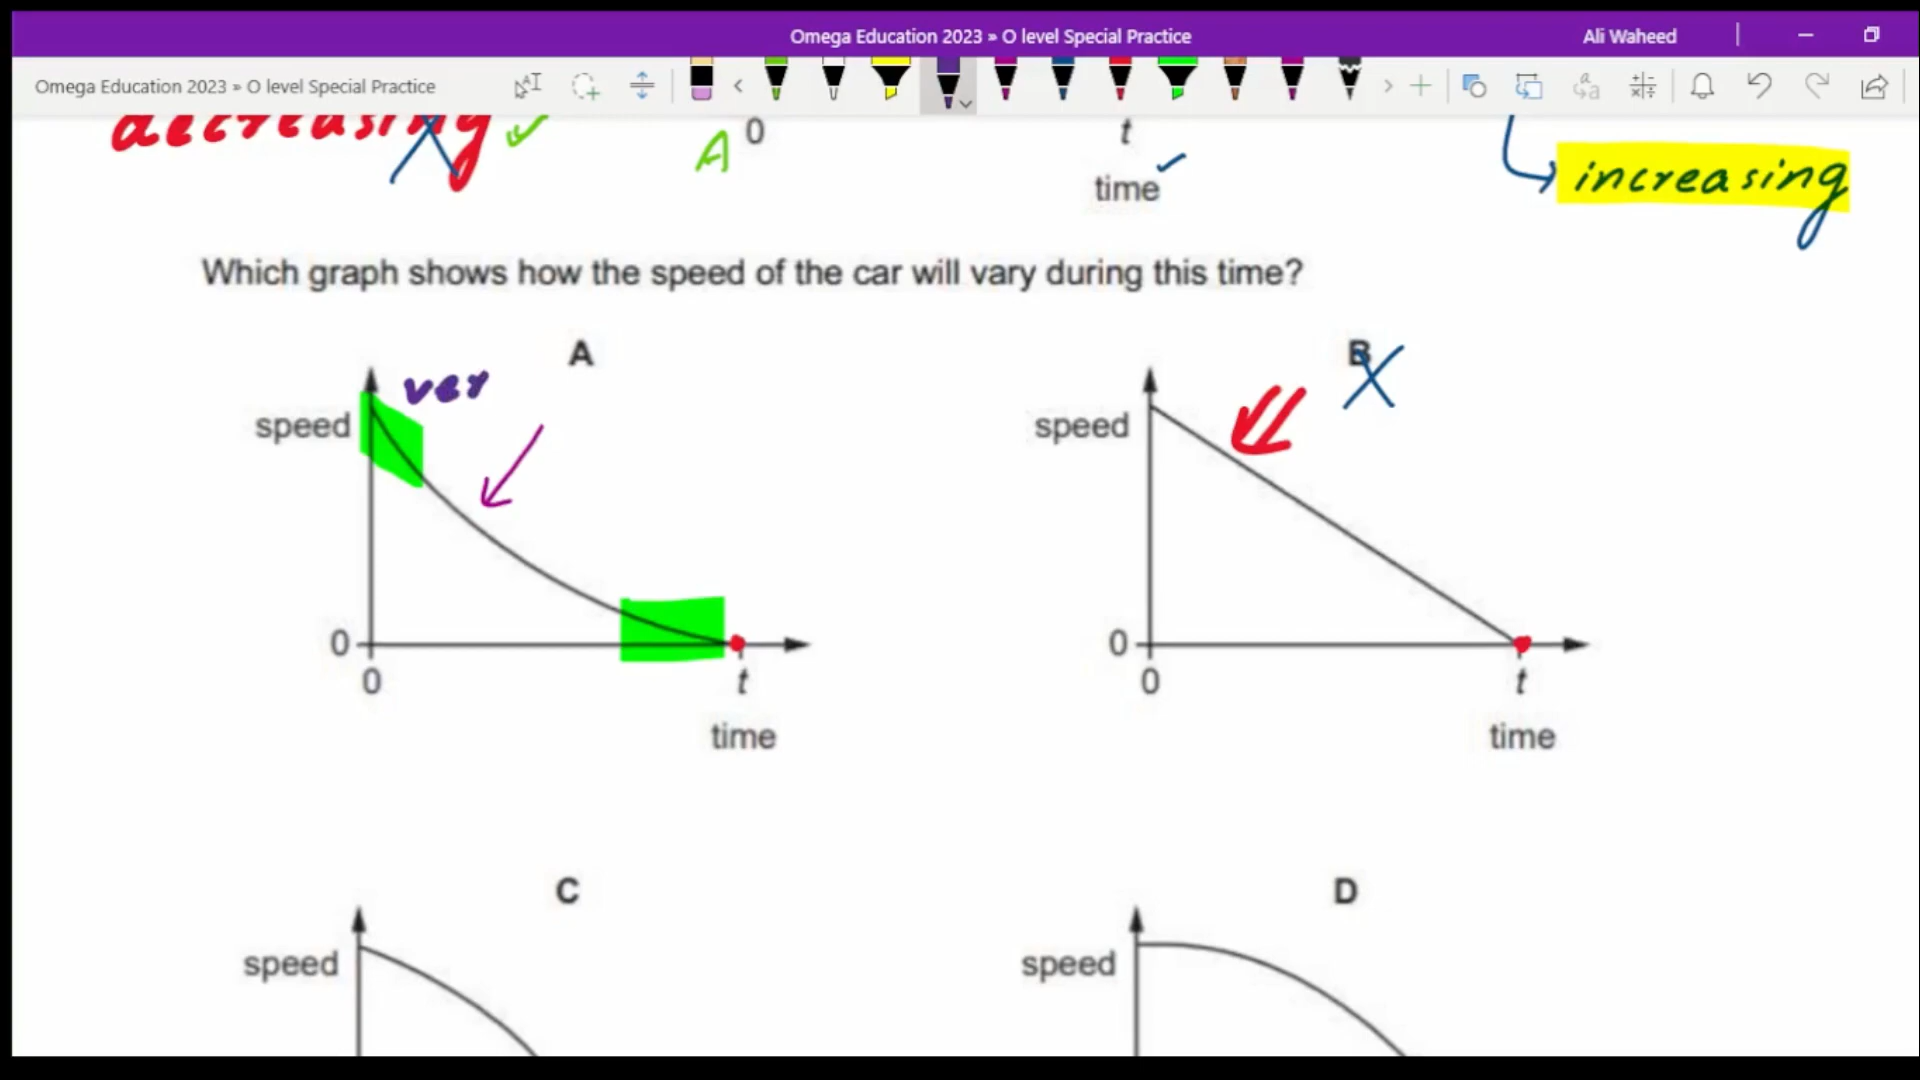 Omega Education 2023 » O level Special Practice
Ali Waheed
Omega Education 2023 » O level Special Practice
decreasing
A
0
t
time
increasing
Which graph shows how the speed of the car will vary during this time?
A
B
ver
speed
speed
0
0
0
t
0
t
time
time
C
D
speed
speed